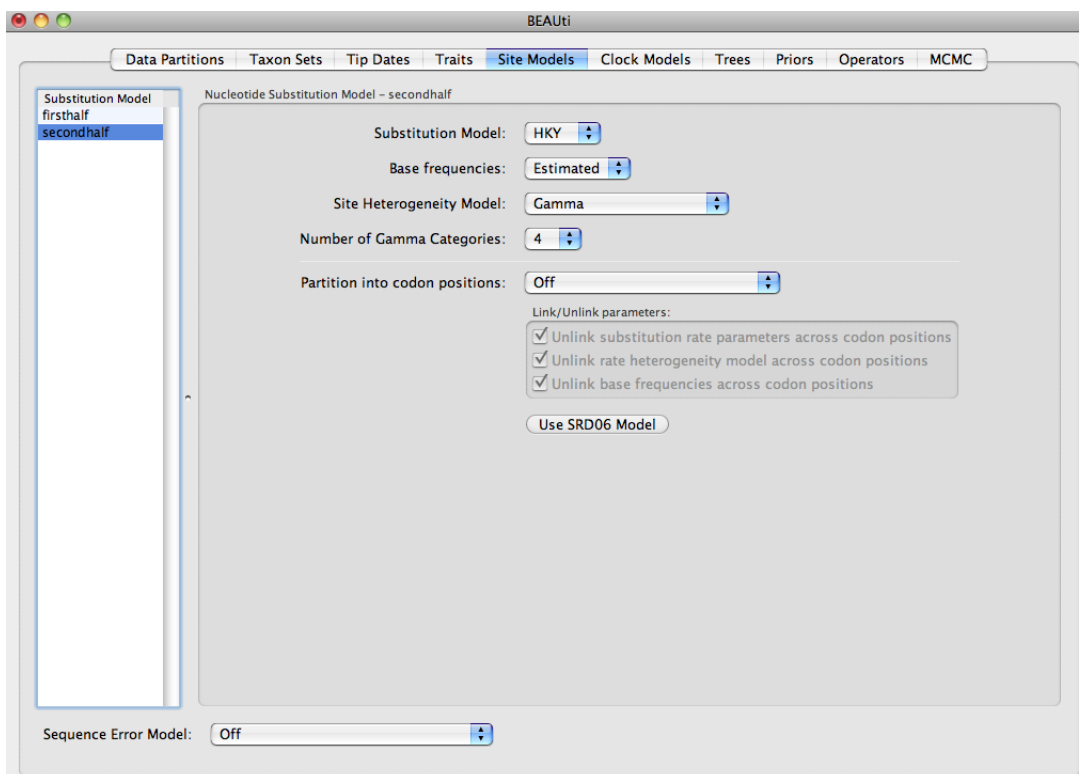 BEAUti
Data Partitions Taxon Sets Tip Dates Traits Site Models Clock Models Trees Priors Operators MCMC
Substitution Model
firsthalf
secondhalf
Nucleotide Substitution Model – secondhalf
Substitution Model: HKY
Base frequencies: Estimated
Site Heterogeneity Model: Gamma
Number of Gamma Categories: 4
Partition into codon positions: Off
Link/Unlink parameters:
Unlink substitution rate parameters across codon positions
Unlink rate heterogeneity model across codon positions
Unlink base frequencies across codon positions
Use SRD06 Model
Sequence Error Model: Off